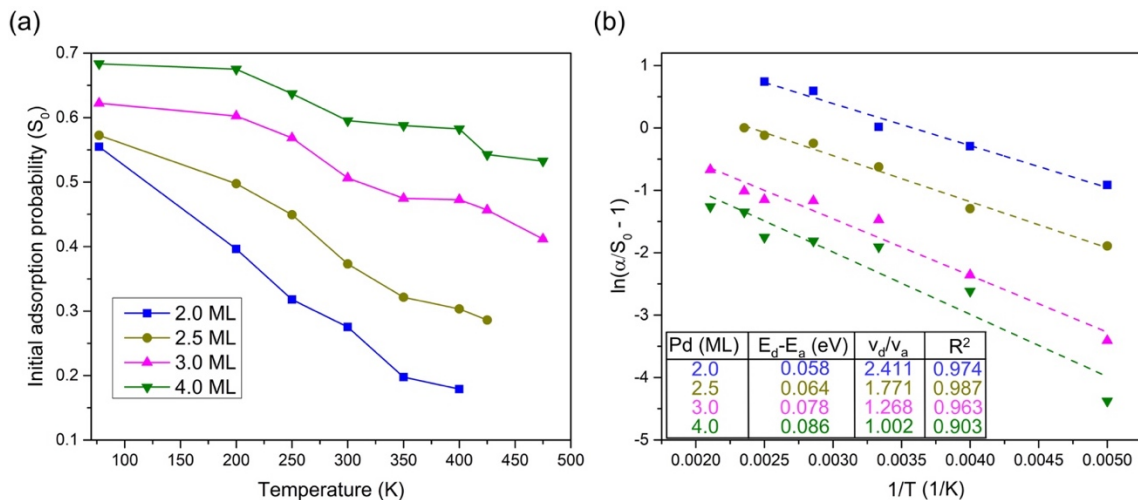 (a)
0.7
0.6
0.5
0.4
0.3
0.2
0.1
Initial adsorption probability (S₀)
2.0 ML
2.5 ML
3.0 ML
4.0 ML
100 150 200 250 300 350 400 450 500
Temperature (K)
(b)
1
0
-1
-2
-3
-4
-5
ln(α/S₀ - 1)
Pd (ML) E_d-E_a (eV) ν_d/ν_a R²
2.0 0.058 2.411 0.974
2.5 0.064 1.771 0.987
3.0 0.078 1.268 0.963
4.0 0.086 1.002 0.903
0.0020 0.0025 0.0030 0.0035 0.0040 0.0045 0.0050
1/T (1/K)